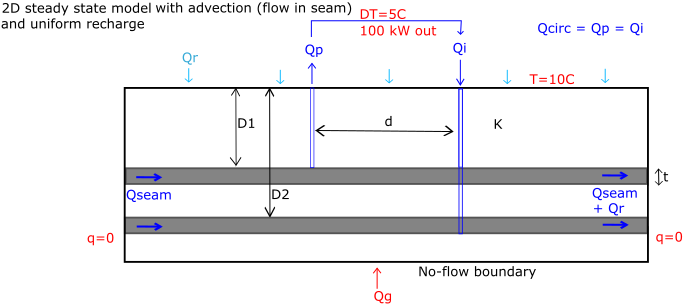 2D steady state model with advection (flow in seam)
and uniform recharge
DT=5C
100 kW out
Qcirc = Qp = Qi
Qr
Qp
Qi
T=10C
D1
d
K
Qseam
D2
Qseam
+ Qr
t
q=0
q=0
No-flow boundary
Qg